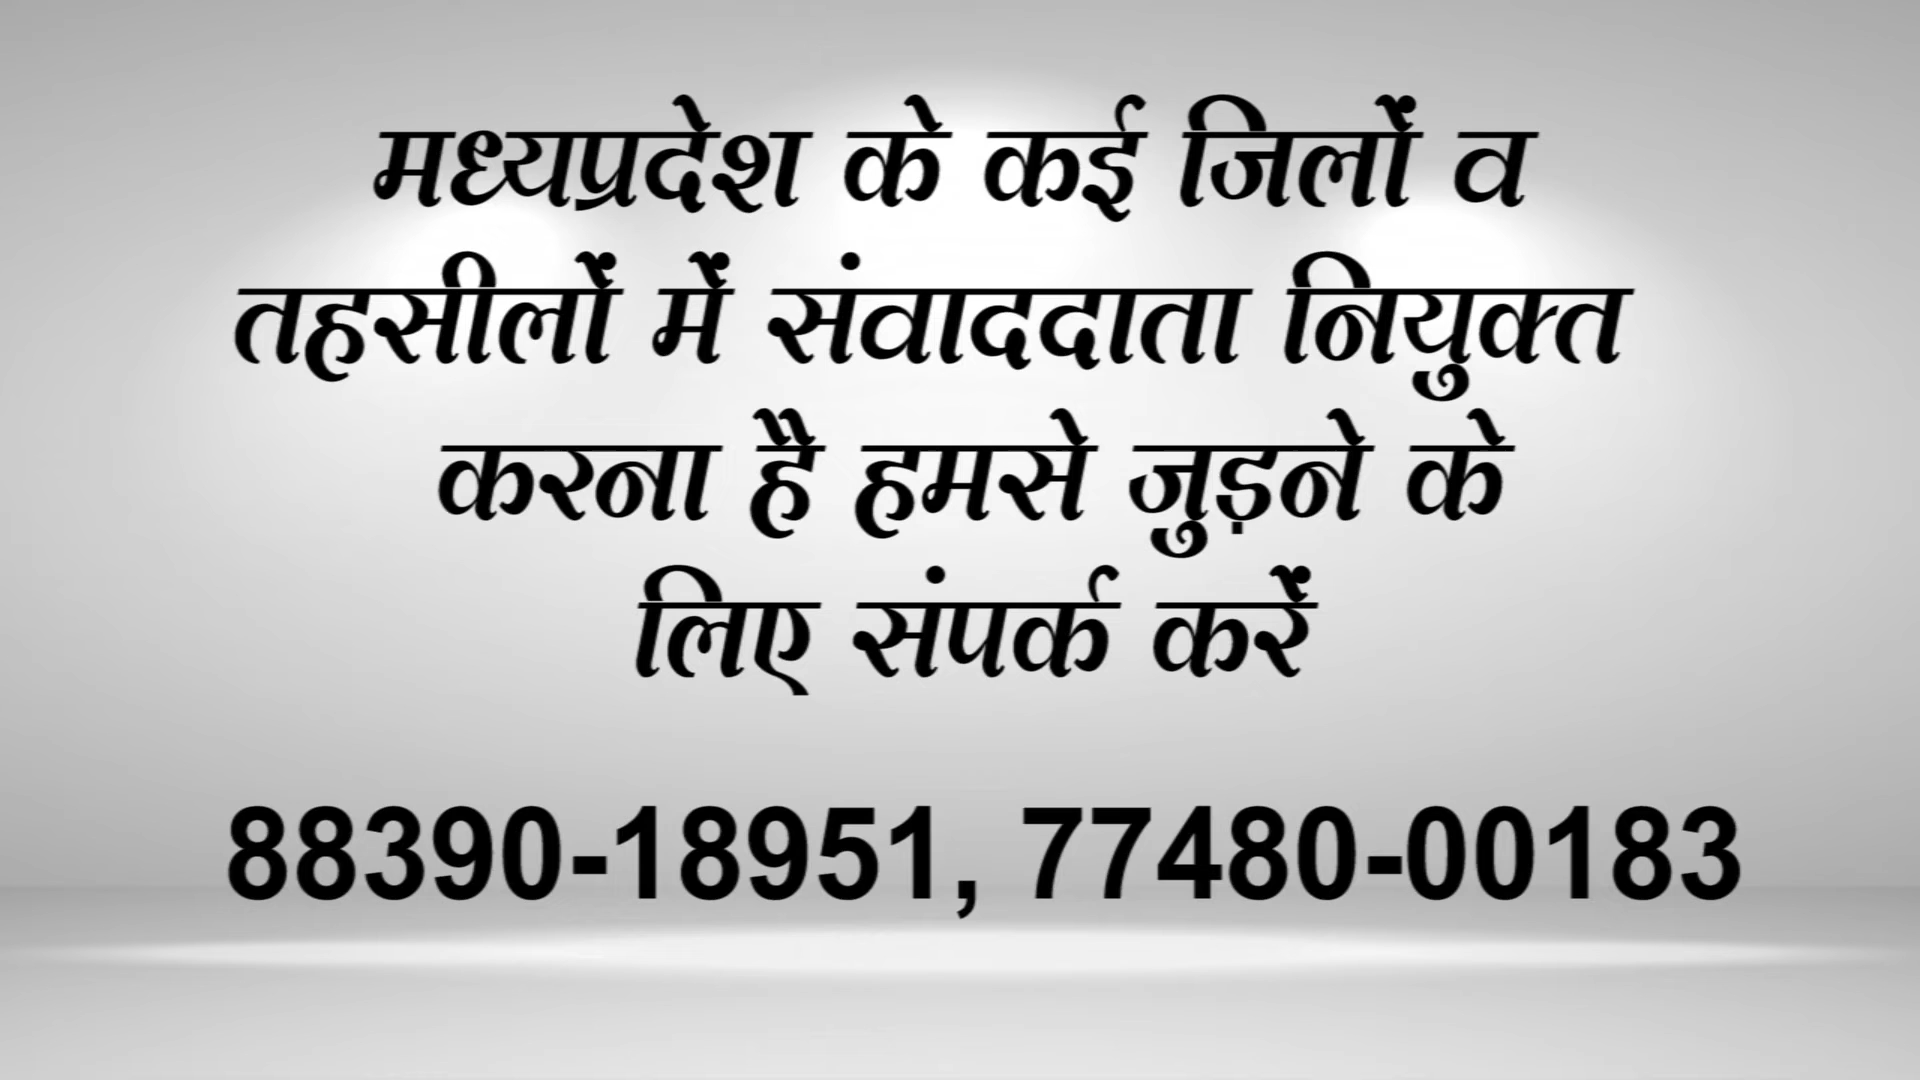 मध्यप्रदेश के कई जिलों व
तहसीलों में संवाददाता नियुक्त
करना है हमसे जुड़ने के
लिए संपर्क करें
88390-18951, 77480-00183